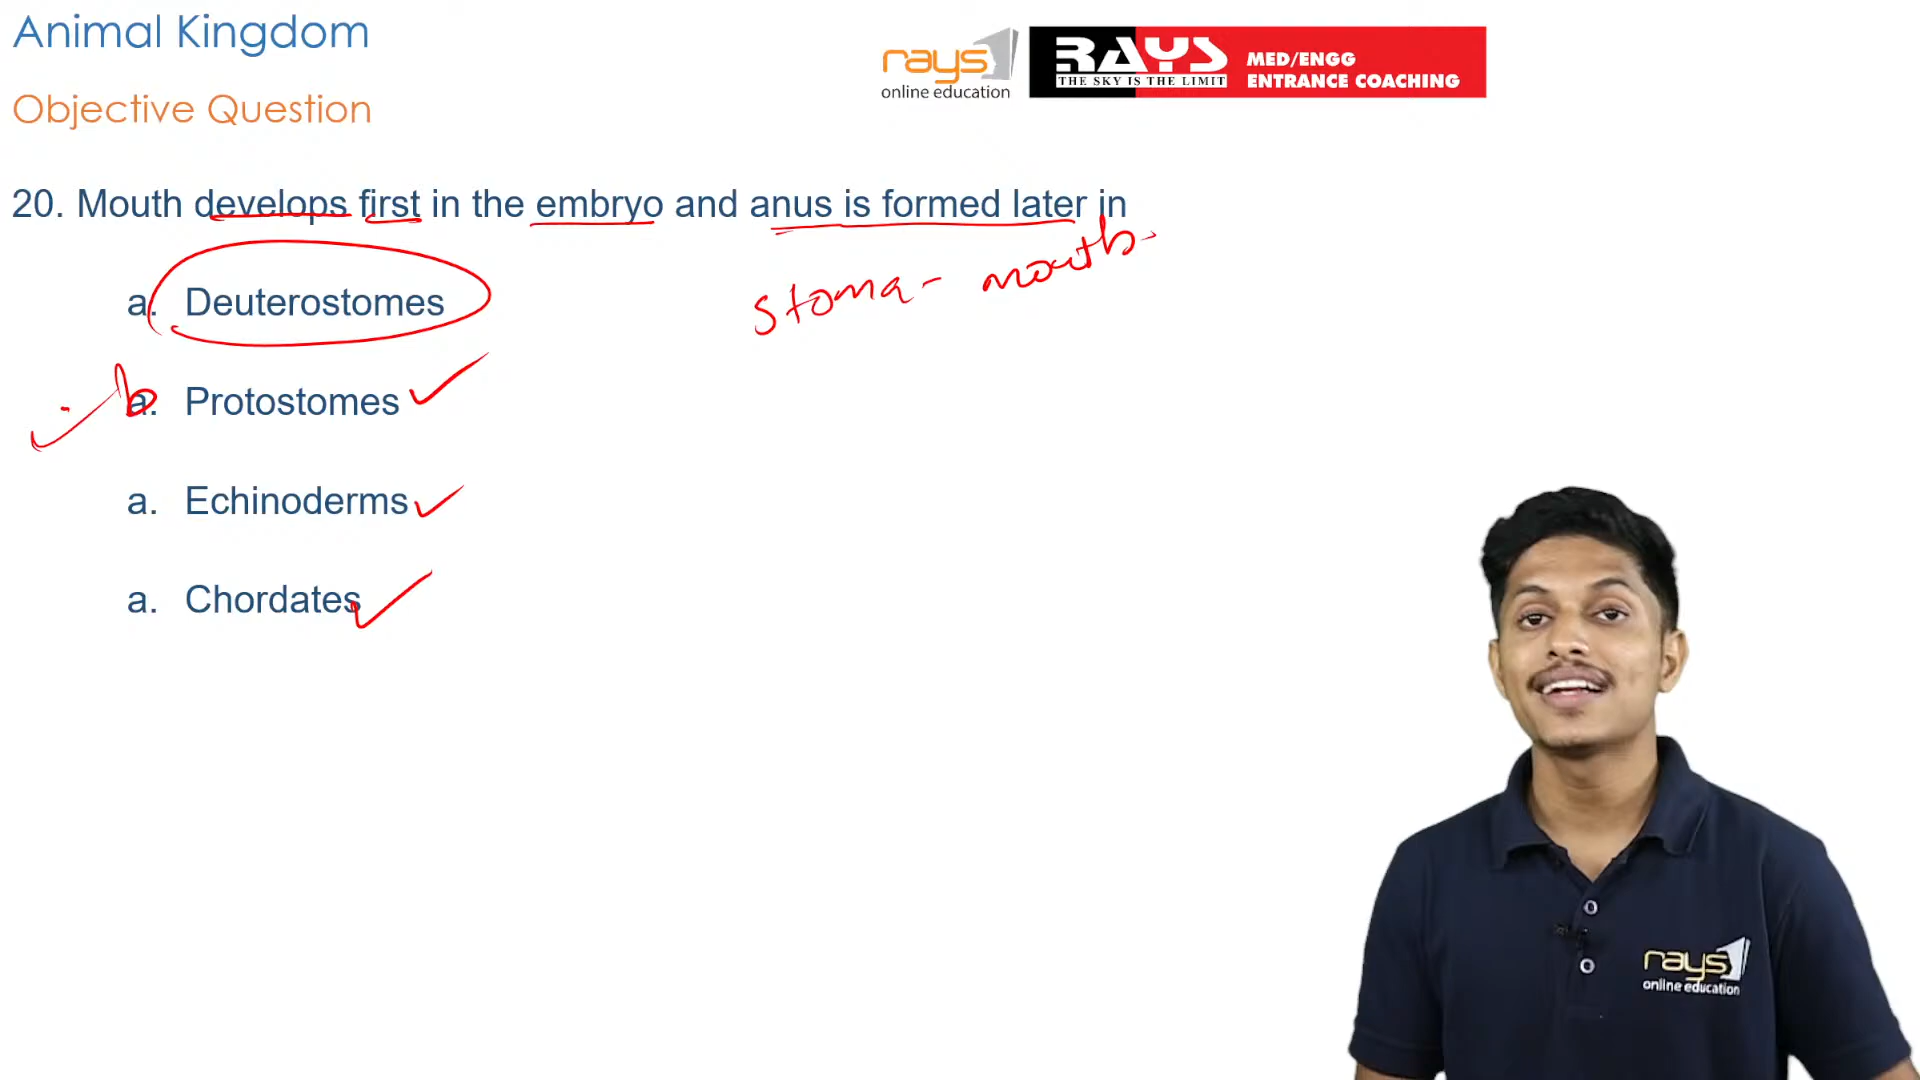 Animal Kingdom
rays
online education
RAYS
THE SKY IS THE LIMIT
MED/ENGG
ENTRANCE COACHING
Objective Question
20. Mouth develops first in the embryo and anus is formed later in
stoma - mouth -
a. Deuterostomes
b
a. Protostomes
a. Echinoderms
a. Chordates
rays
online education